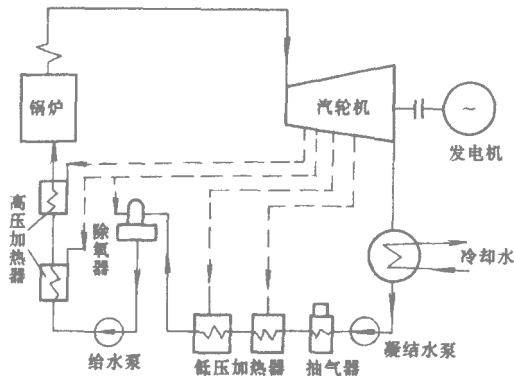 锅炉
汽轮机
~
发电机
高压加热器
除氧器
冷却水
给水泵
低压加热器
抽气器
凝结水泵